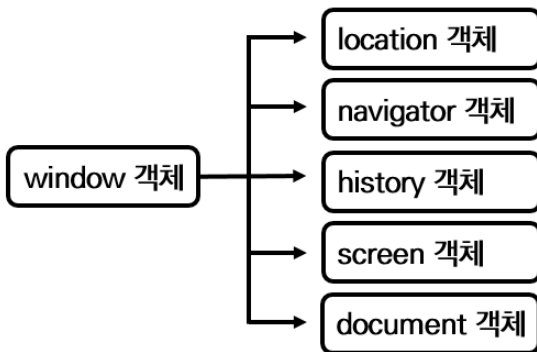 window 객체
location 객체
navigator 객체
history 객체
screen 객체
document 객체